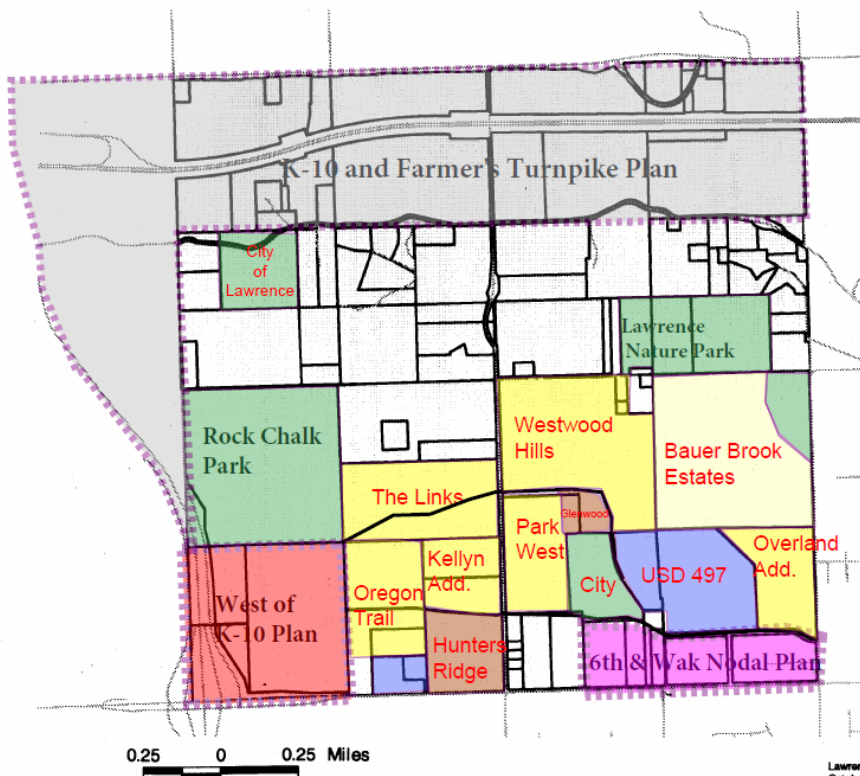 K-10 and Farmer's Turnpike Plan
City
of
Lawrence
Lawrence
Nature Park
Rock Chalk
Park
Westwood
Hills
Bauer Brook
Estates
The Links
Glenwood
Park
West
Kellyn
Add.
Overland
Add.
Oregon
Trail
City
USD 497
West of
K-10 Plan
Hunters
Ridge
6th & Wak Nodal Plan
0.25 0 0.25 Miles